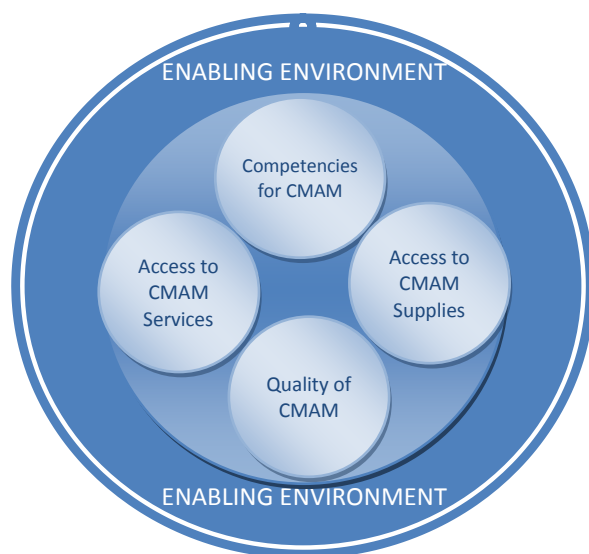 ENABLING ENVIRONMENT
Competencies
for CMAM
Access to
CMAM
Services
Access to
CMAM
Supplies
Quality of
CMAM
ENABLING ENVIRONMENT